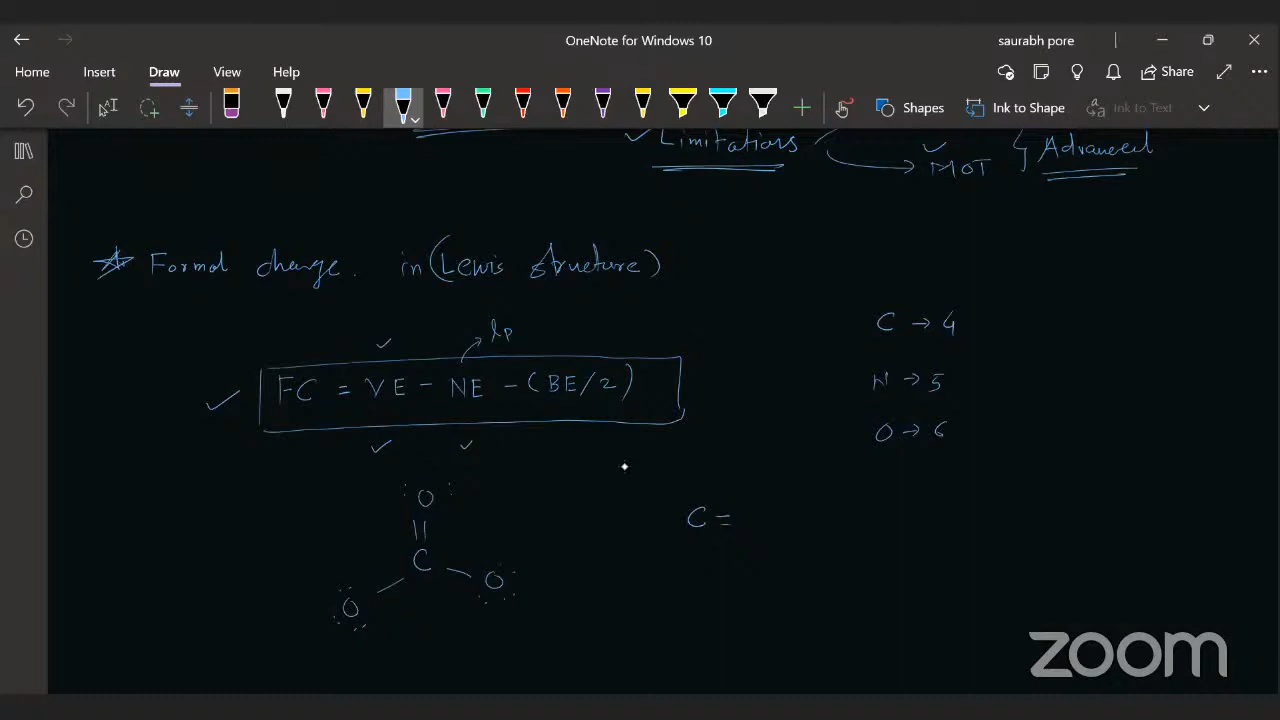 OneNote for Windows 10
saurabh pore
Home Insert Draw View Help
Share
Shapes Ink to Shape Ink to Text
Limitations
MOT
Advanced
Formal change. in (Lewis structure)
lp
FC = VE - NE - (BE/2)
C → 4
N → 5
O → 6
O
C
O O
C =
zoom